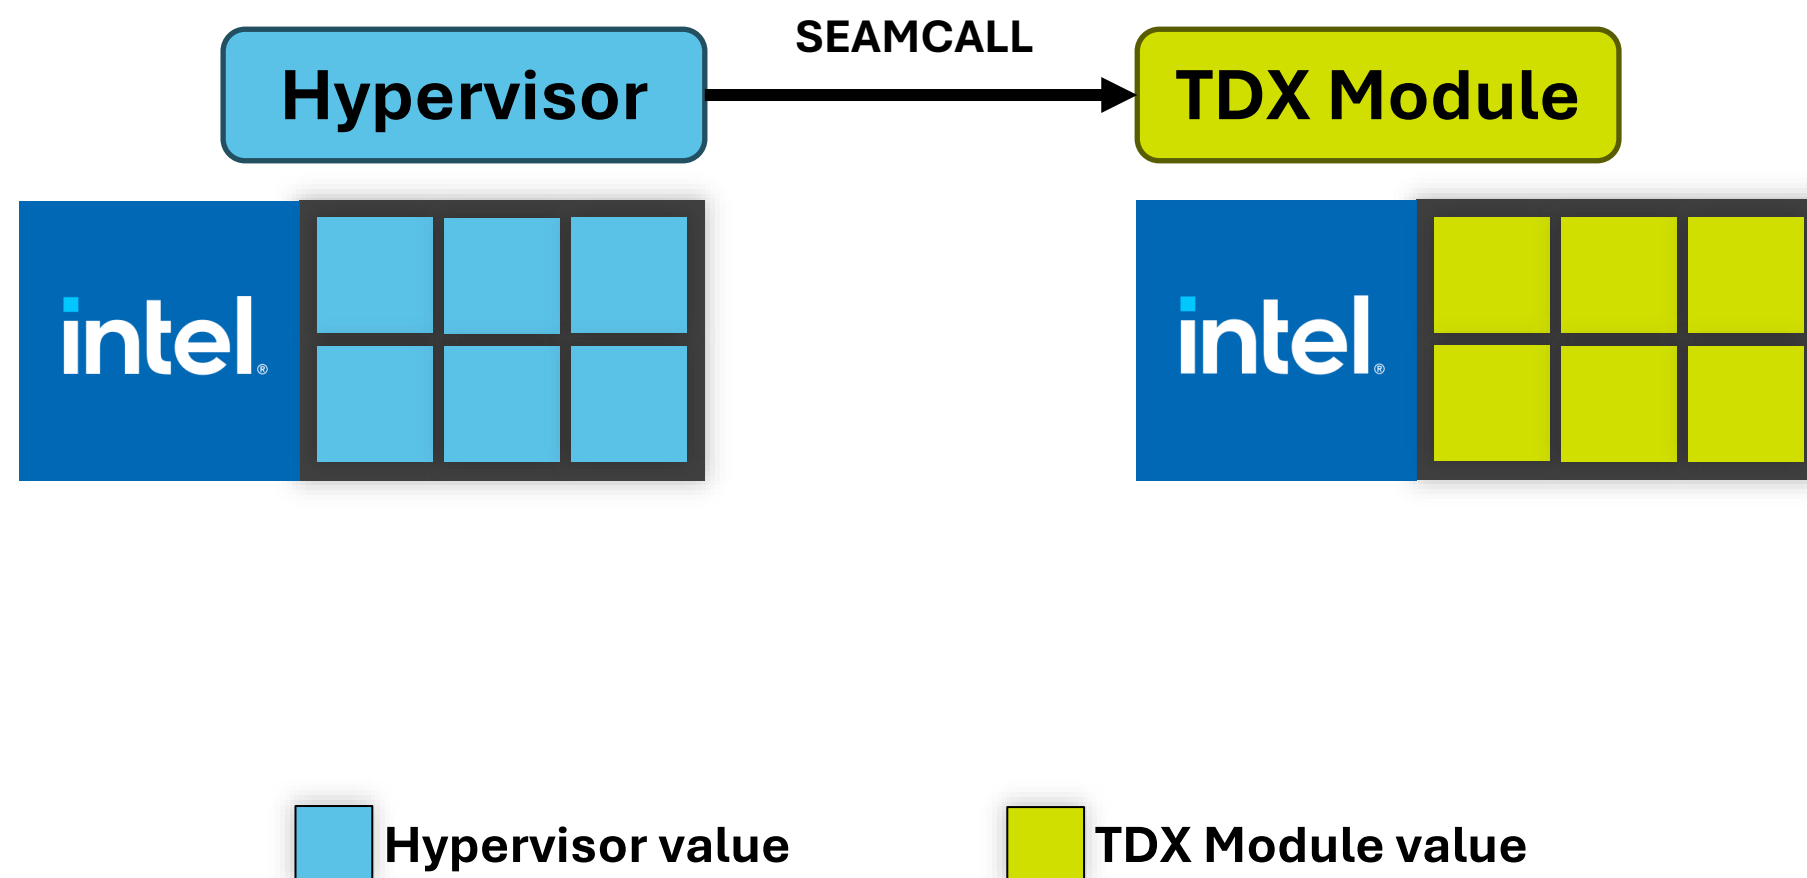 SEAMCALL
Hypervisor
TDX Module
intel®
intel®
Hypervisor value
TDX Module value